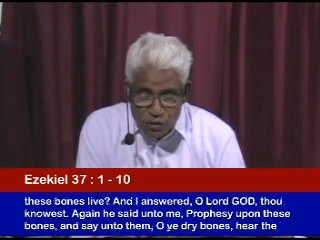 Ezekiel 37 : 1 - 10
these bones live? And I answered, O Lord GOD, thou
knowest. Again he said unto me, Prophesy upon these
bones, and say unto them, O ye dry bones, hear the